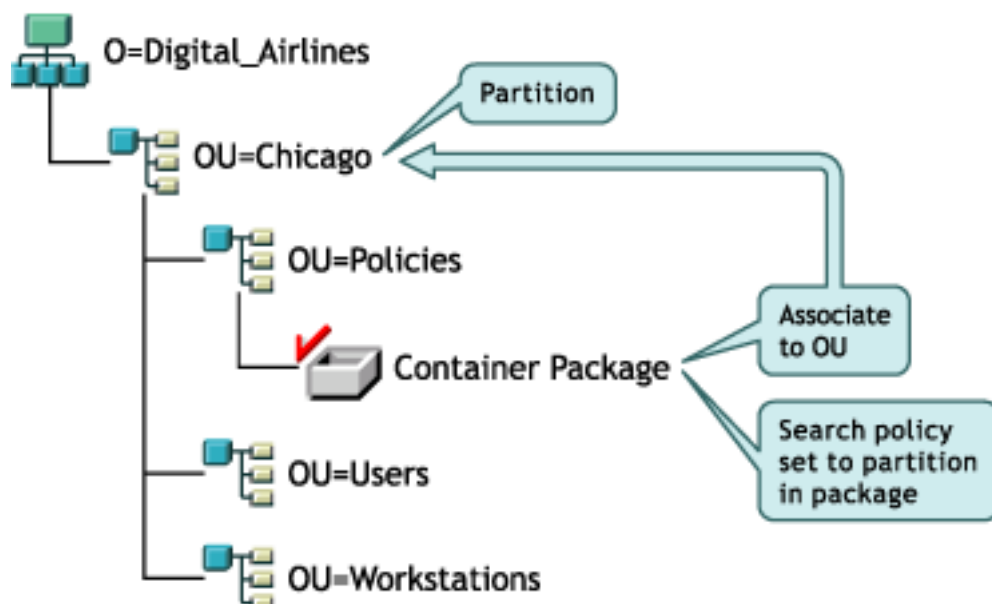 O=Digital_Airlines
Partition
OU=Chicago
OU=Policies
Associate
to OU
Container Package
Search policy
set to partition
in package
OU=Users
OU=Workstations